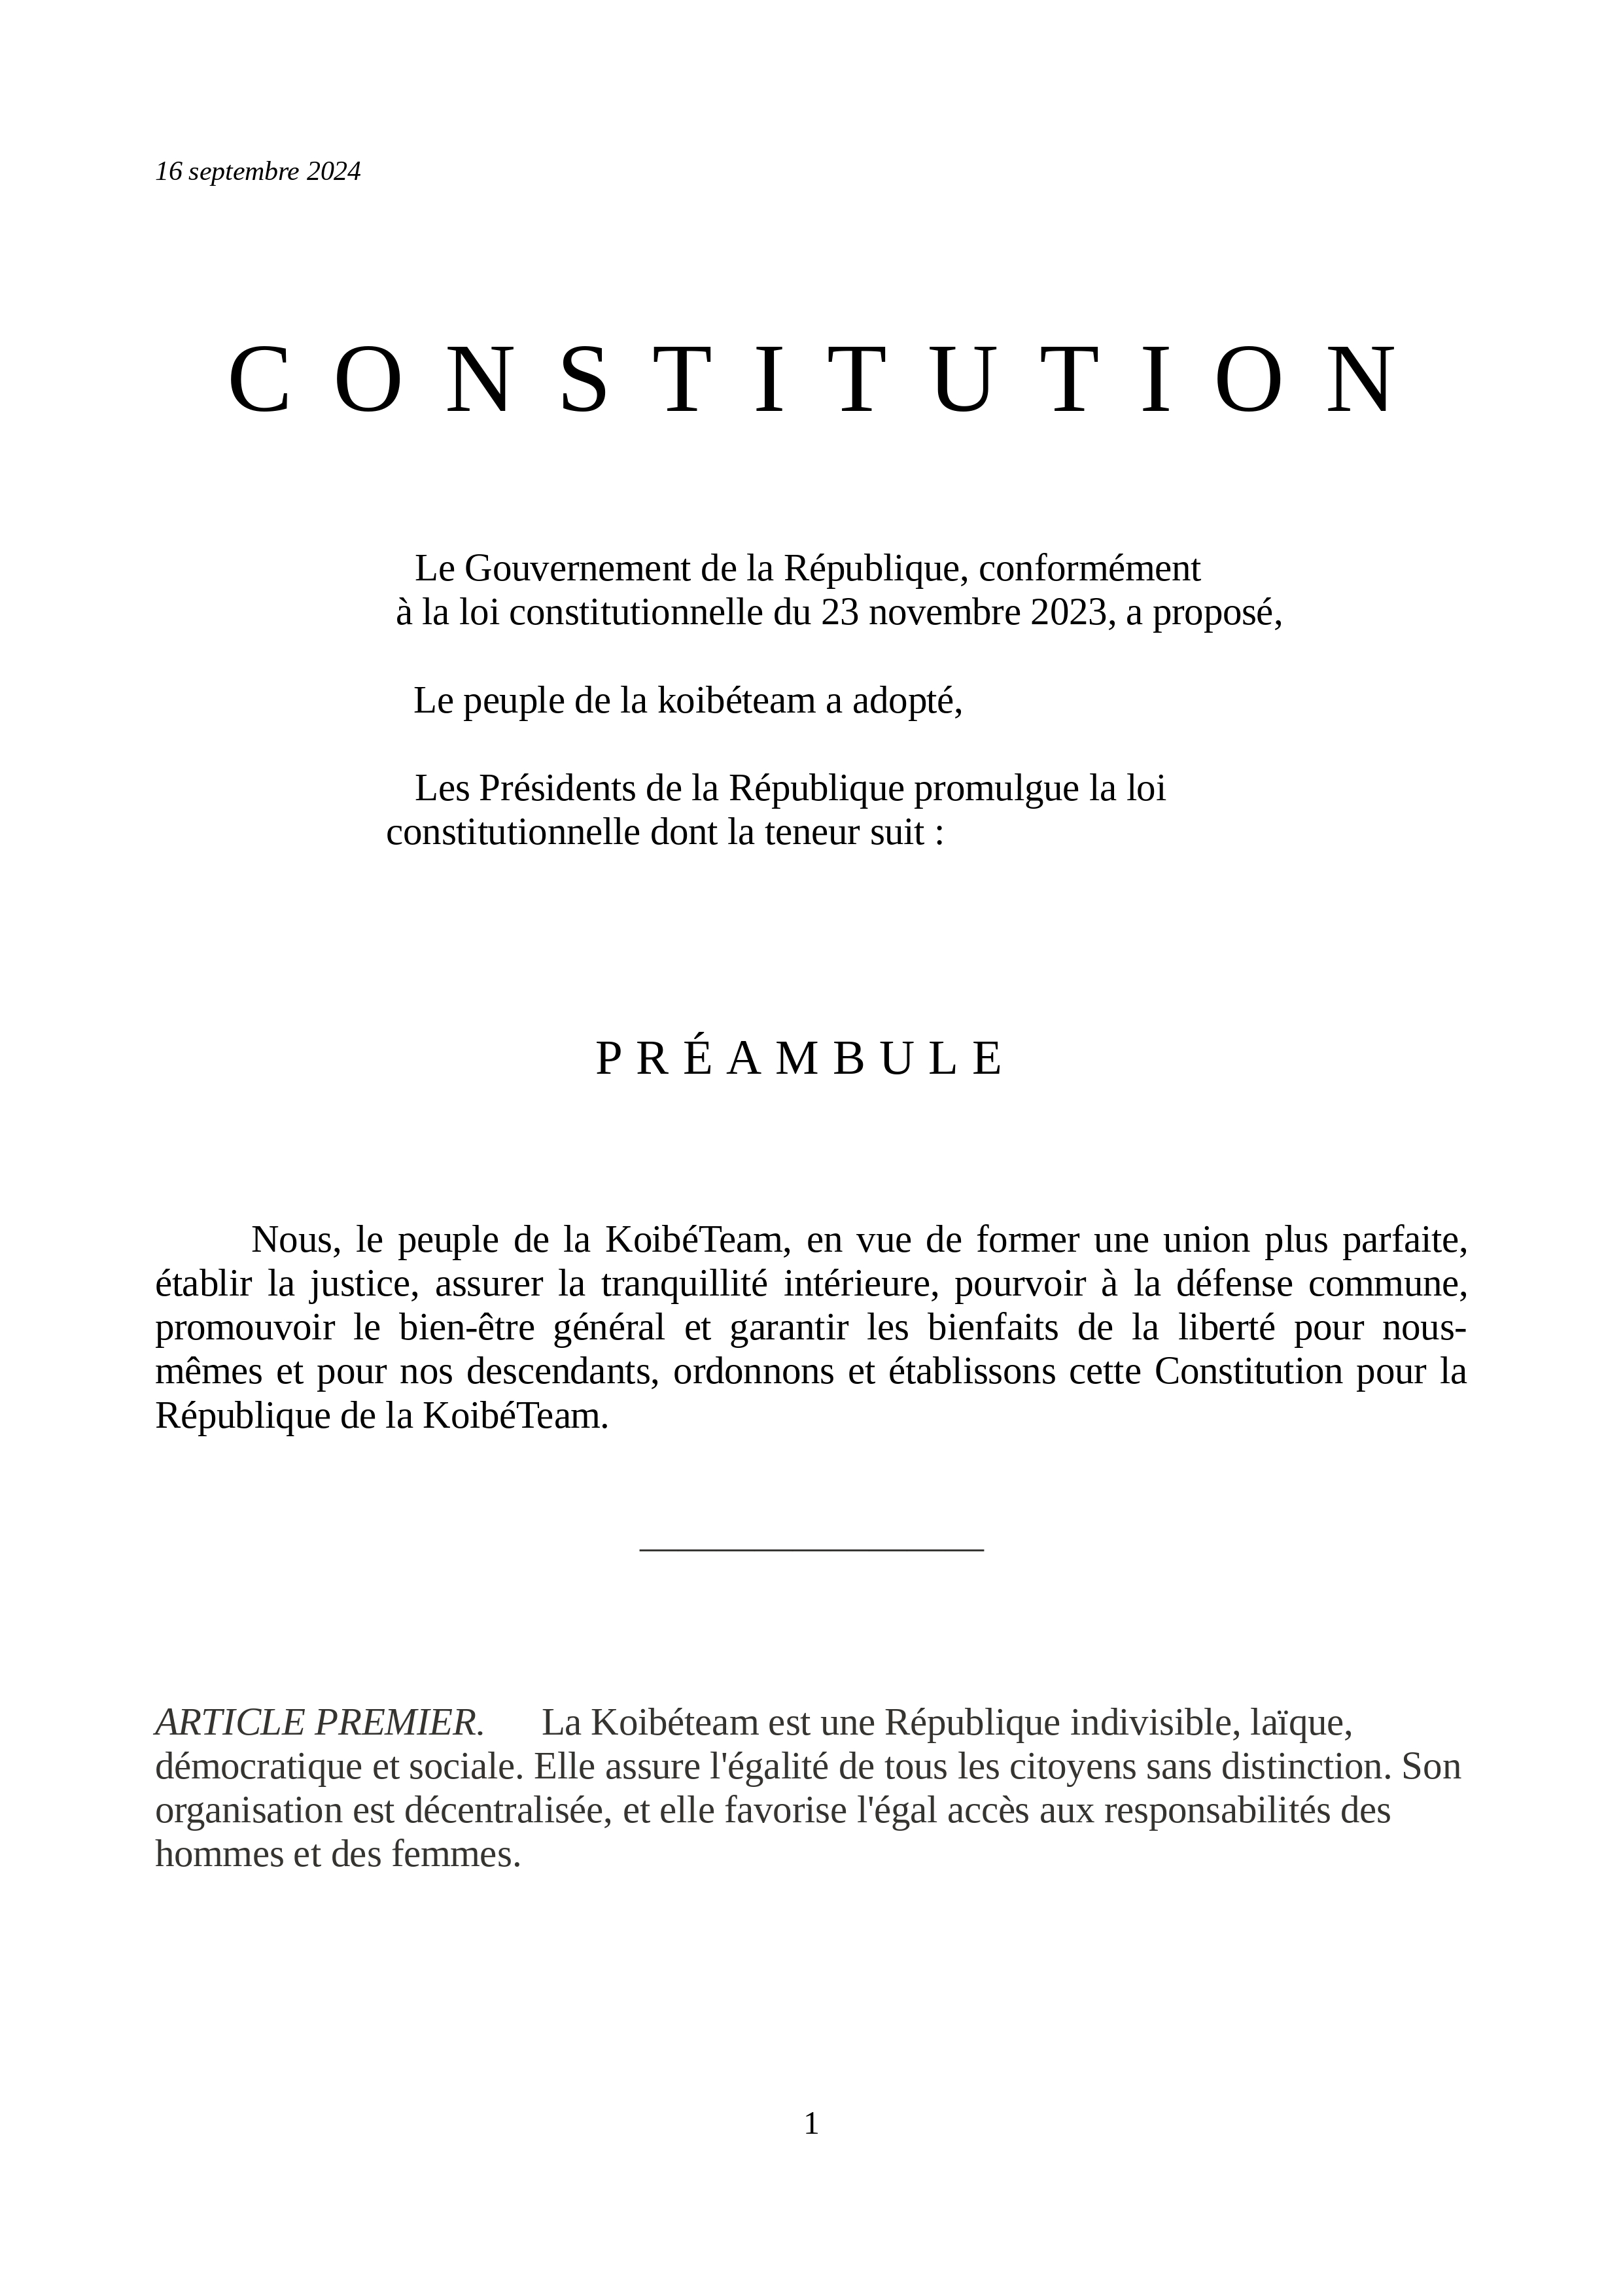 16 septembre 2024
C O N S T I T U T I O N
Le Gouvernement de la République, conformément
à la loi constitutionnelle du 23 novembre 2023, a proposé,
Le peuple de la koibéteam a adopté,
Les Présidents de la République promulgue la loi
constitutionnelle dont la teneur suit :
P R É A M B U L E
Nous, le peuple de la KoibéTeam, en vue de former une union plus parfaite,
établir la justice, assurer la tranquillité intérieure, pourvoir à la défense commune,
promouvoir le bien-être général et garantir les bienfaits de la liberté pour nous-
mêmes et pour nos descendants, ordonnons et établissons cette Constitution pour la
République de la KoibéTeam.
ARTICLE PREMIER. La Koibéteam est une République indivisible, laïque,
démocratique et sociale. Elle assure l'égalité de tous les citoyens sans distinction. Son
organisation est décentralisée, et elle favorise l'égal accès aux responsabilités des
hommes et des femmes.
1